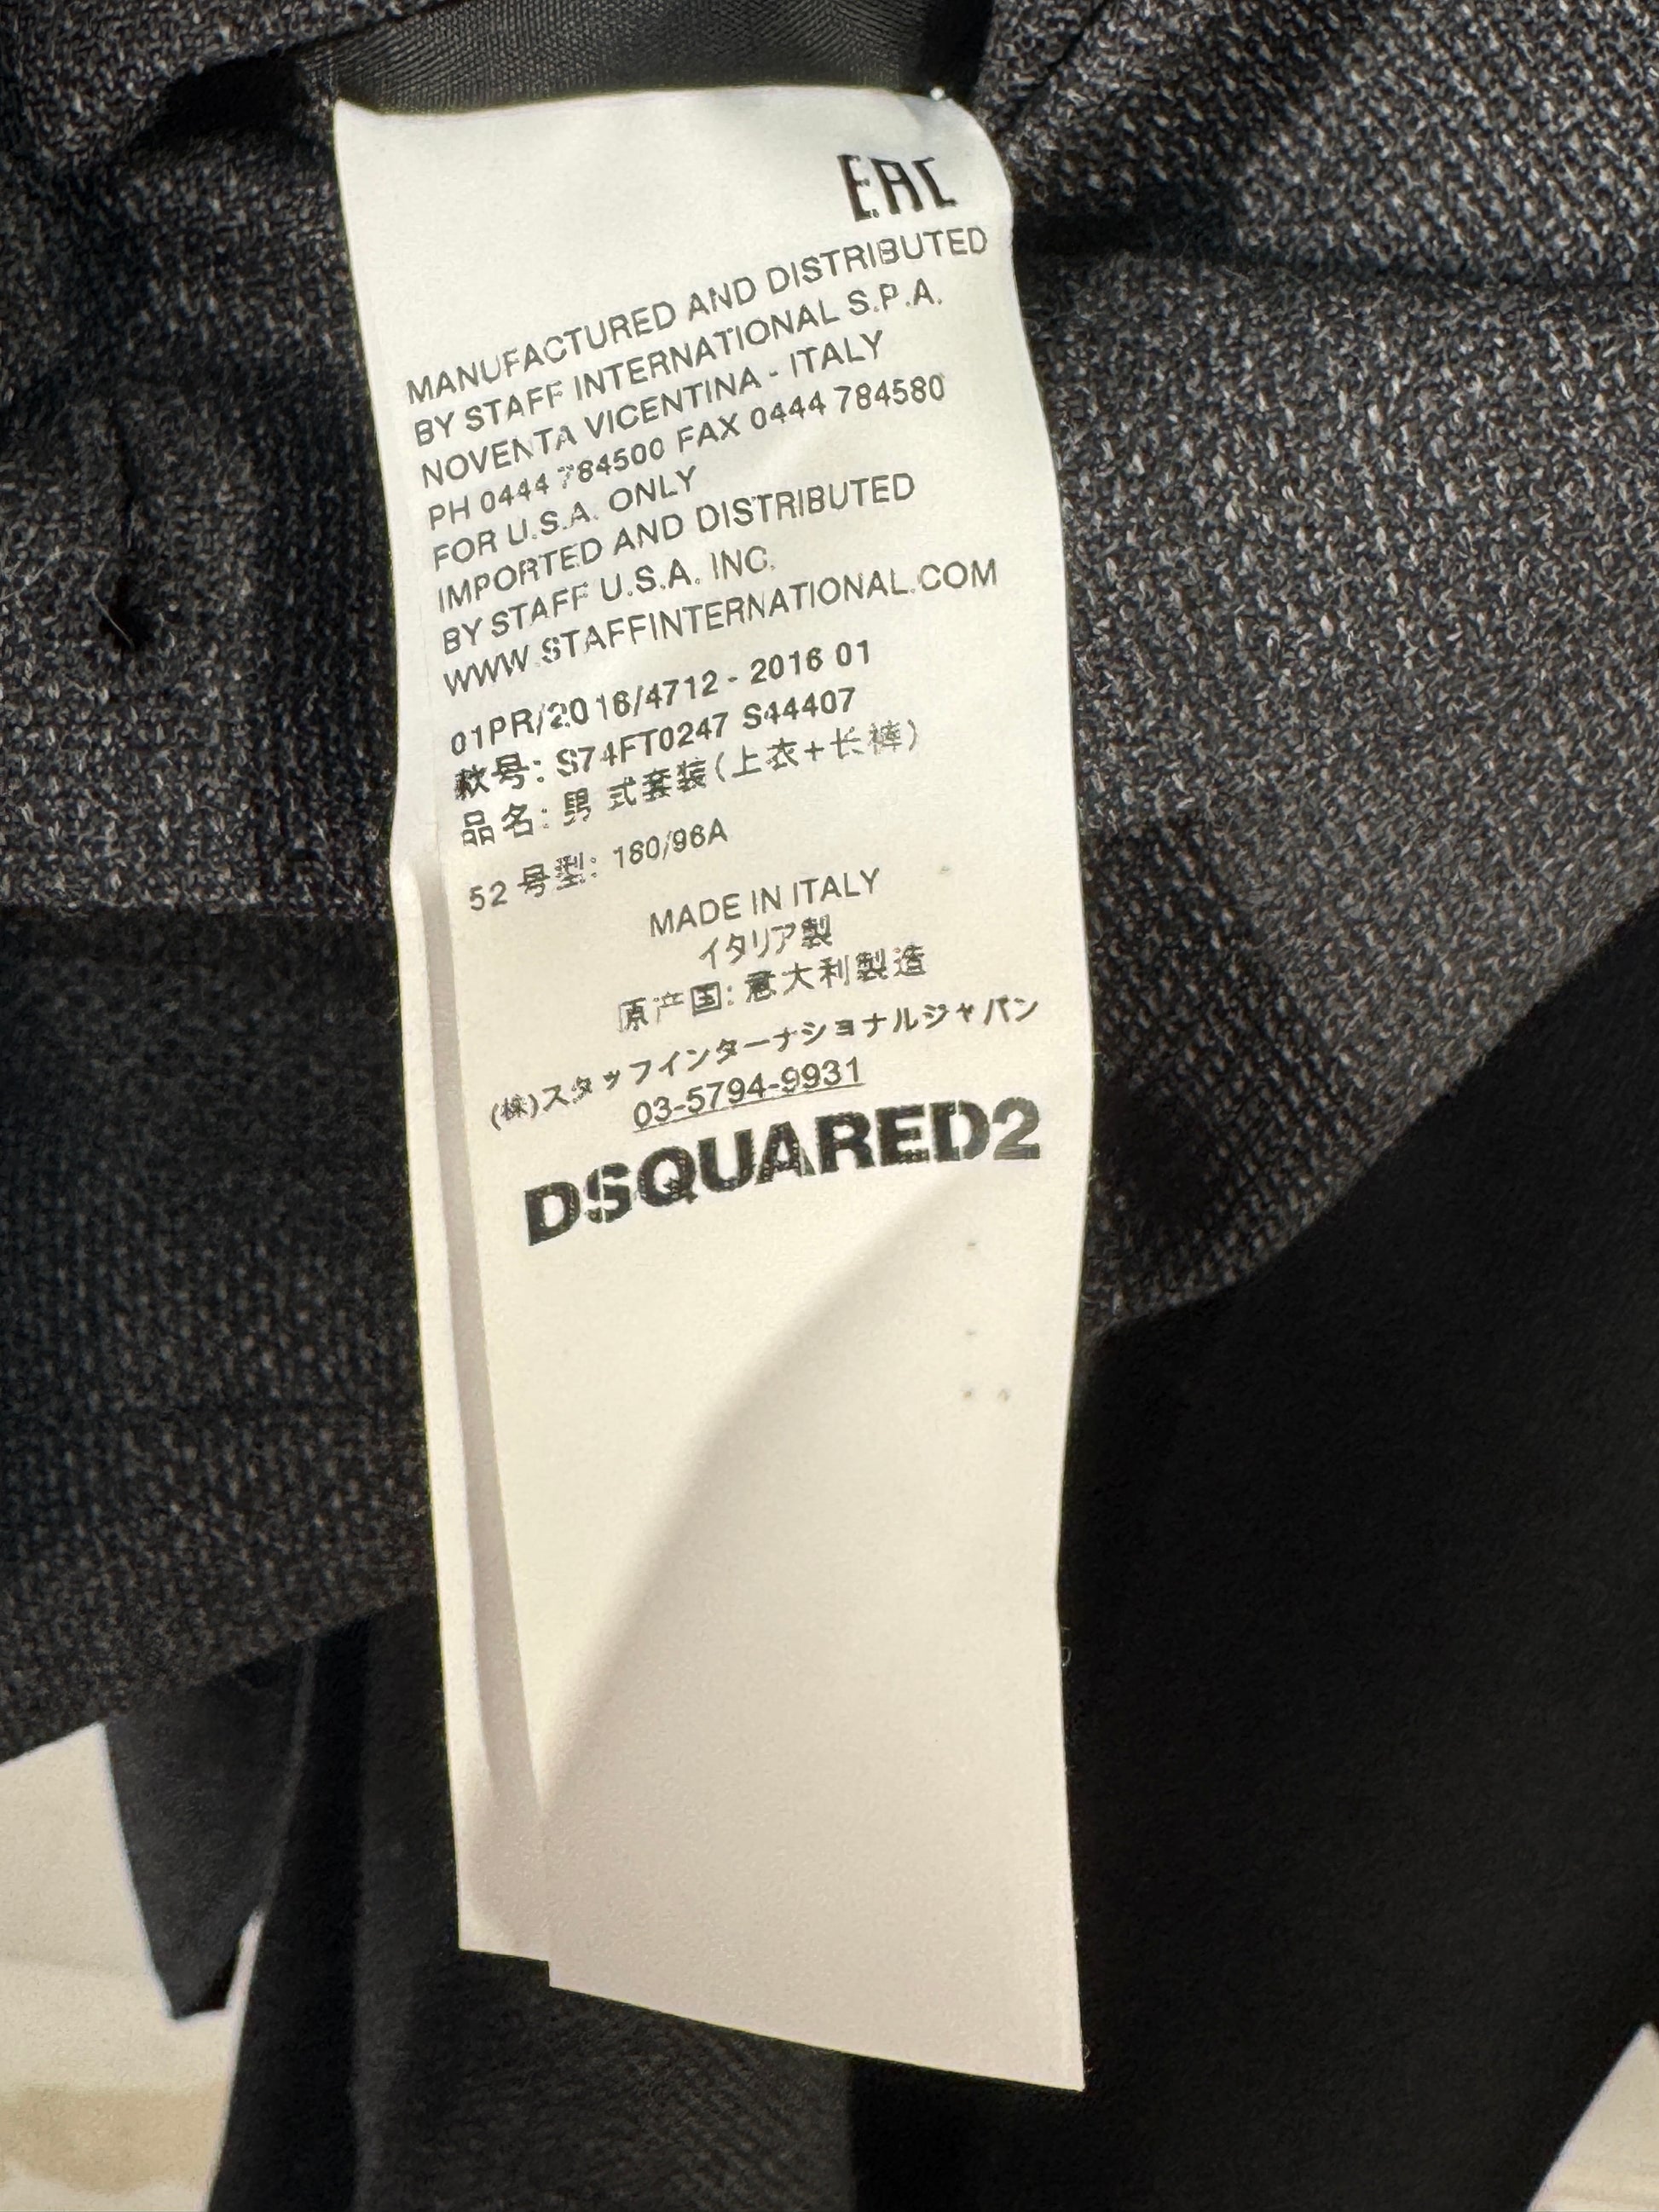 EAC
MANUFACTURED AND DISTRIBUTED
BY STAFF INTERNATIONAL S.P.A.
NOVENTA VICENTINA - ITALY
PH 0444 784500 FAX 0444 784580
FOR U.S.A. ONLY
IMPORTED AND DISTRIBUTED
BY STAFF U.S.A. INC.
WWW.STAFFINTERNATIONAL.COM
01PR/2016/4712 - 2016 01
款号: S74FT0247 S44407
品名: 男 式套装(上衣+长裤)
52 号型: 180/96A
MADE IN ITALY
イタリア製
原产国: 意大利製造
(株)スタッフインターナショナルジャパン
03-5794-9931
DSQUARED2